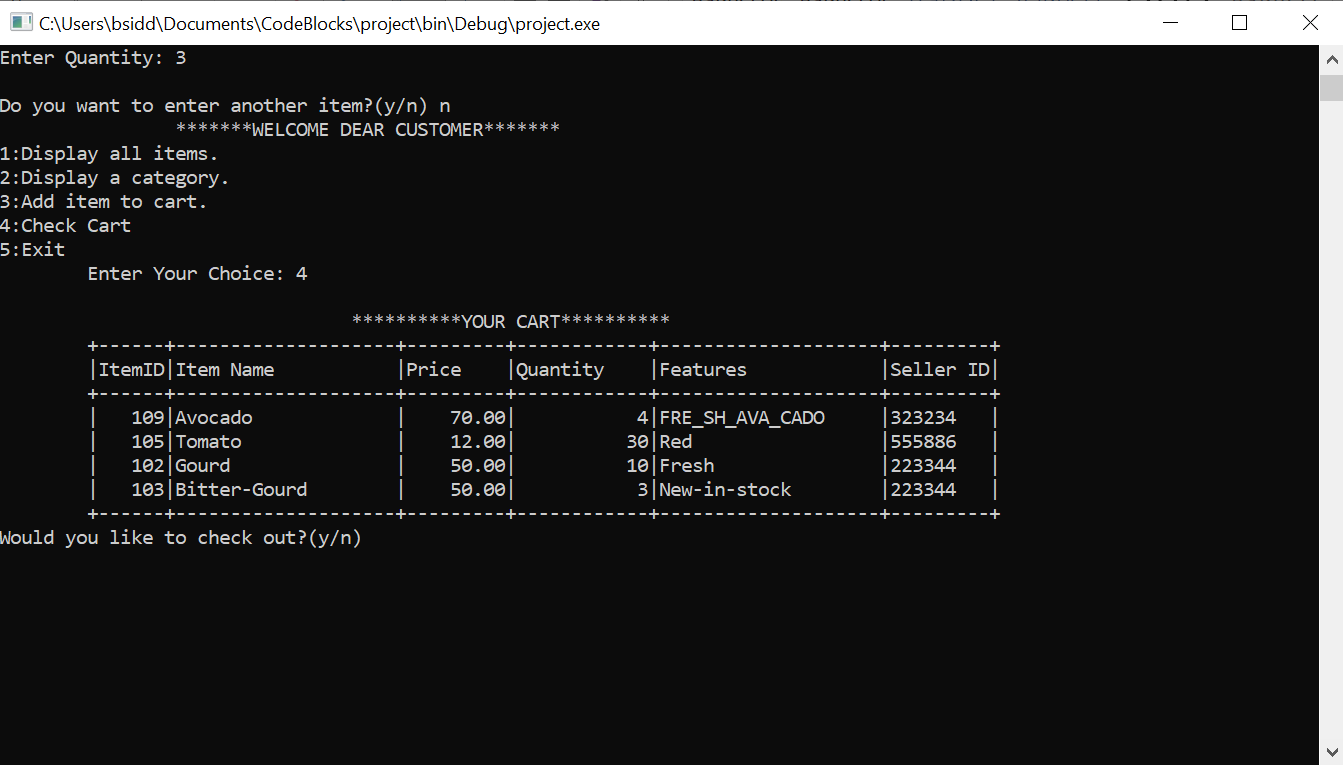 C:\Users\bsidd\Documents\CodeBlocks\project\bin\Debug\project.exe
Enter Quantity: 3
Do you want to enter another item?(y/n) n
*******WELCOME DEAR CUSTOMER*******
1:Display all items.
2:Display a category.
3:Add item to cart.
4:Check Cart
5:Exit
Enter Your Choice: 4
**********YOUR CART**********
+------+--------------------+---------+------------+--------------------+---------+
|ItemID|Item Name           |Price    |Quantity    |Features            |Seller ID|
+------+--------------------+---------+------------+--------------------+---------+
|   109|Avocado             |    70.00|           4|FRE_SH_AVA_CADO     |323234   |
|   105|Tomato              |    12.00|          30|Red                 |555886   |
|   102|Gourd               |    50.00|          10|Fresh               |223344   |
|   103|Bitter-Gourd        |    50.00|           3|New-in-stock        |223344   |
+------+--------------------+---------+------------+--------------------+---------+
Would you like to check out?(y/n)